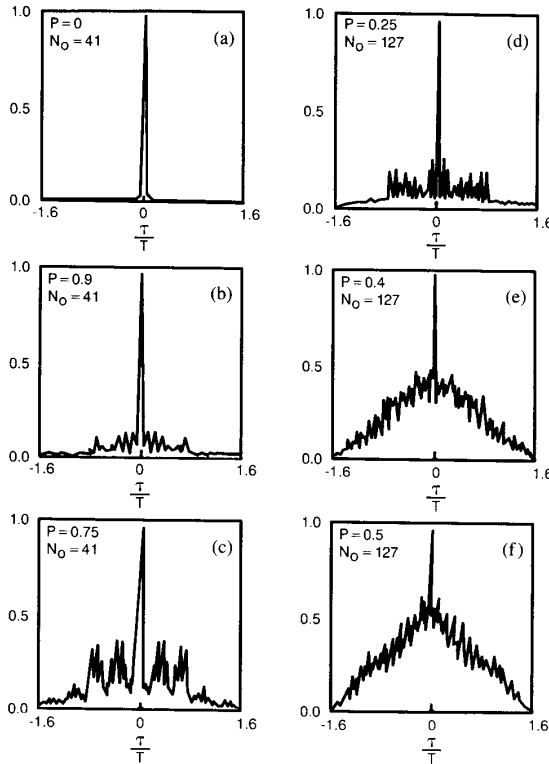 1.0
P = 0
N_O = 41
(a)
0.5
0.0
-1.6 0 1.6
τ
T
1.0
P = 0.9
N_O = 41
(b)
0.5
0.0
-1.6 0 1.6
τ
T
1.0
P = 0.75
N_O = 41
(c)
0.5
0.0
-1.6 0 1.6
τ
T
1.0
P = 0.25
N_O = 127
(d)
0.5
0.0
-1.6 0 1.6
τ
T
1.0
P = 0.4
N_O = 127
(e)
0.5
0.0
-1.6 0 1.6
τ
T
1.0
P = 0.5
N_O = 127
(f)
0.5
0.0
-1.6 0 1.6
τ
T